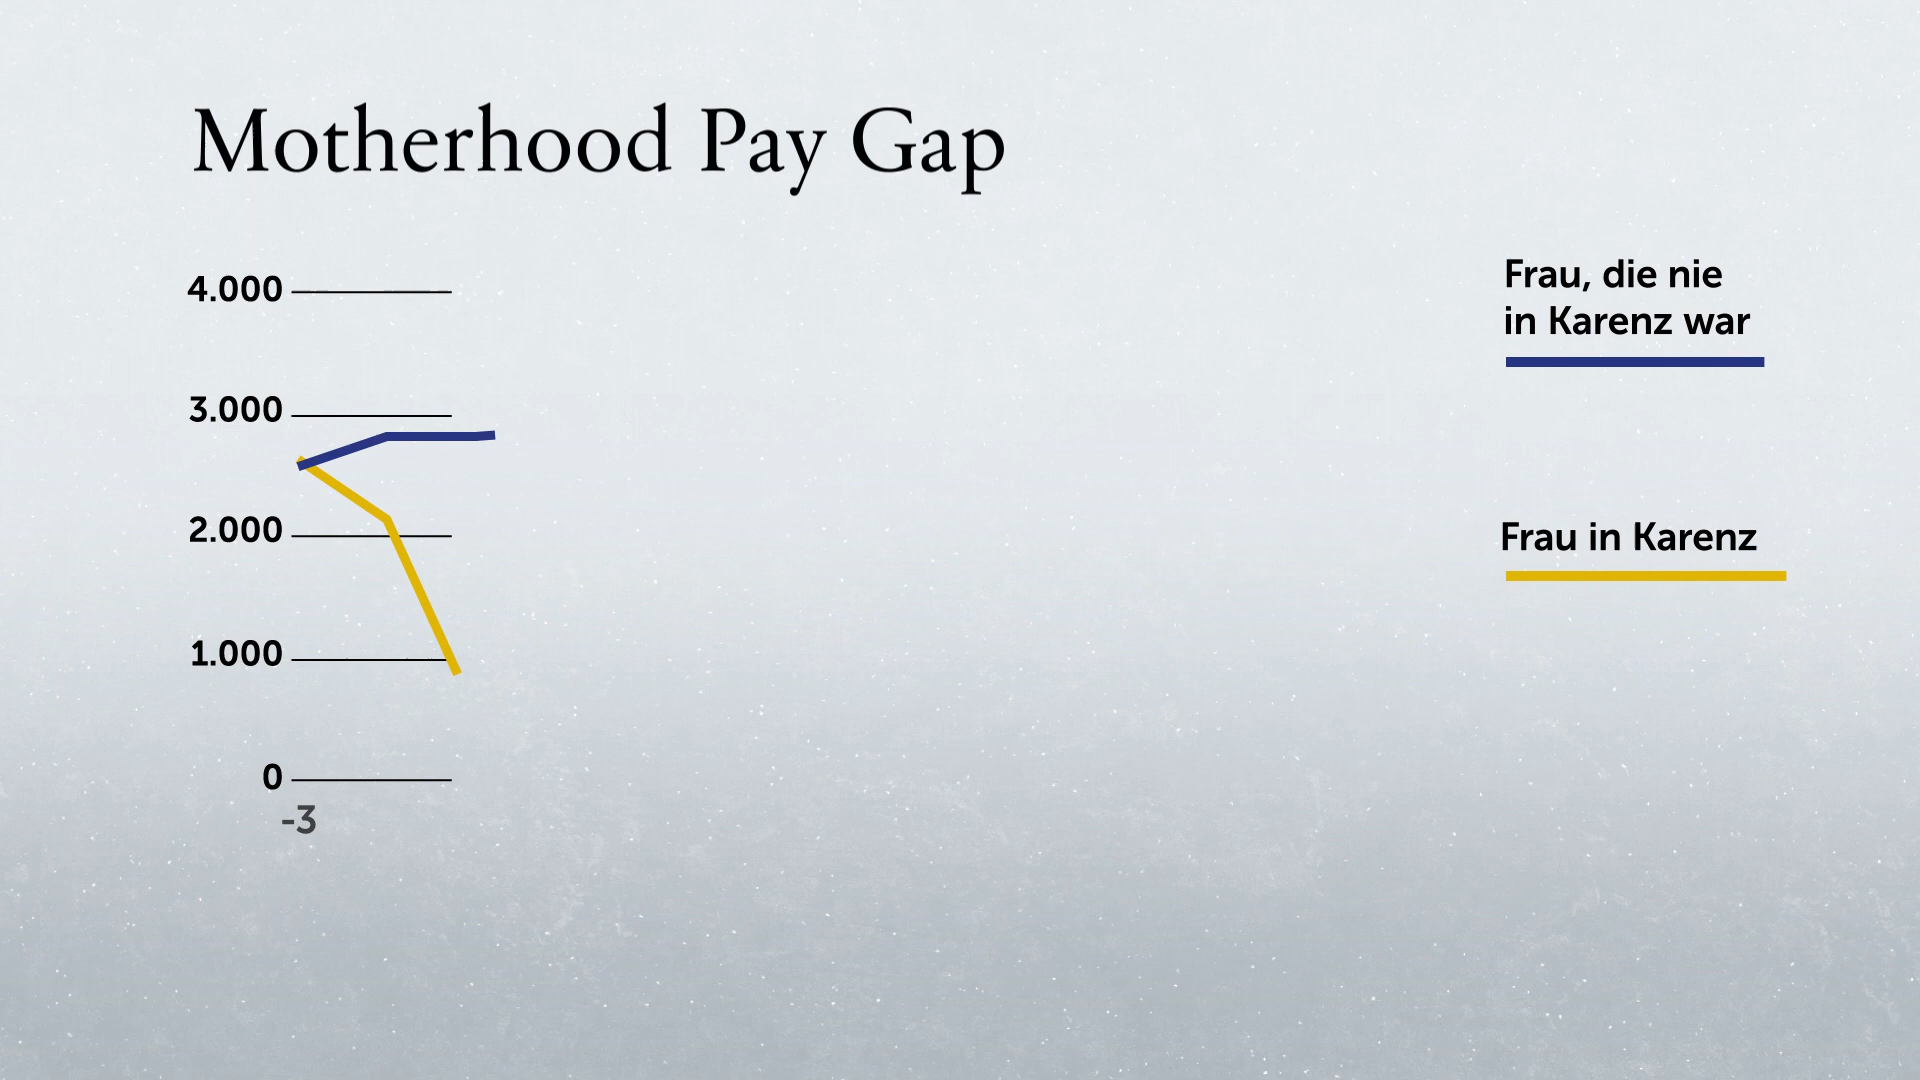 Motherhood Pay Gap
4.000
3.000
2.000
1.000
0
-3
Frau, die nie
in Karenz war
Frau in Karenz